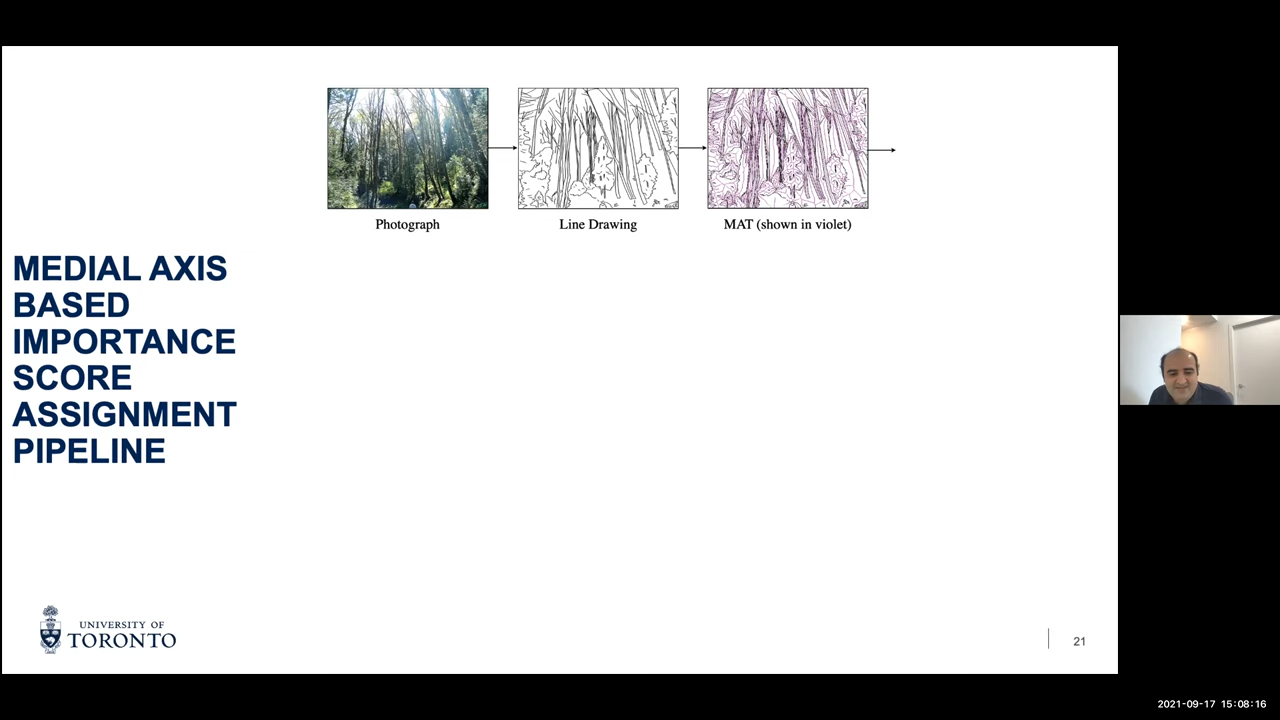 Photograph
Line Drawing
MAT (shown in violet)
MEDIAL AXIS
BASED
IMPORTANCE
SCORE
ASSIGNMENT
PIPELINE
UNIVERSITY OF
TORONTO
21
2021-09-17 15:08:16